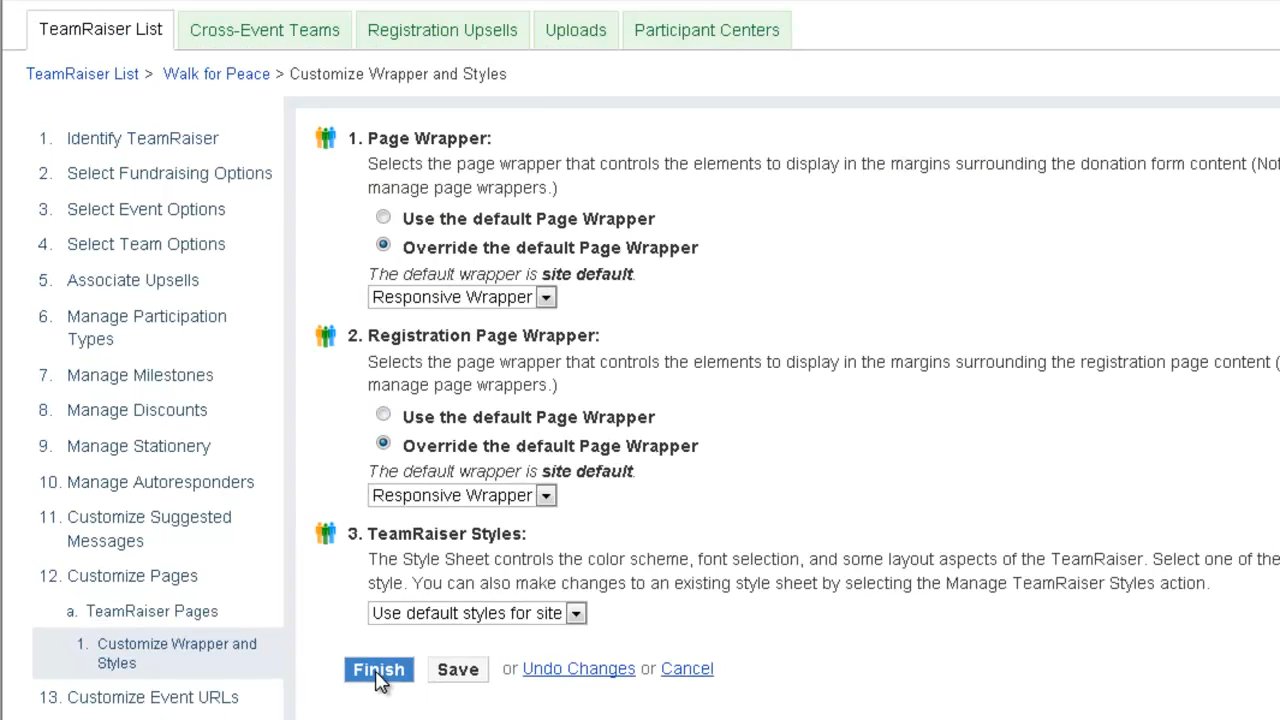 TeamRaiser List
Cross-Event Teams
Registration Upsells
Uploads
Participant Centers
TeamRaiser List > Walk for Peace > Customize Wrapper and Styles
1. Identify TeamRaiser
2. Select Fundraising Options
3. Select Event Options
4. Select Team Options
5. Associate Upsells
6. Manage Participation
Types
7. Manage Milestones
8. Manage Discounts
9. Manage Stationery
10. Manage Autoresponders
11. Customize Suggested
Messages
12. Customize Pages
a. TeamRaiser Pages
1. Customize Wrapper and
Styles
13. Customize Event URLs
1. Page Wrapper:
Selects the page wrapper that controls the elements to display in the margins surrounding the donation form content
manage page wrappers.)
Use the default Page Wrapper
Override the default Page Wrapper
The default wrapper is site default.
Responsive Wrapper
2. Registration Page Wrapper:
Selects the page wrapper that controls the elements to display in the margins surrounding the registration page content (
manage page wrappers.)
Use the default Page Wrapper
Override the default Page Wrapper
The default wrapper is site default.
Responsive Wrapper
3. TeamRaiser Styles:
The Style Sheet controls the color scheme, font selection, and some layout aspects of the TeamRaiser. Select one of the
style. You can also make changes to an existing style sheet by selecting the Manage TeamRaiser Styles action.
Use default styles for site
Finish Save or Undo Changes or Cancel